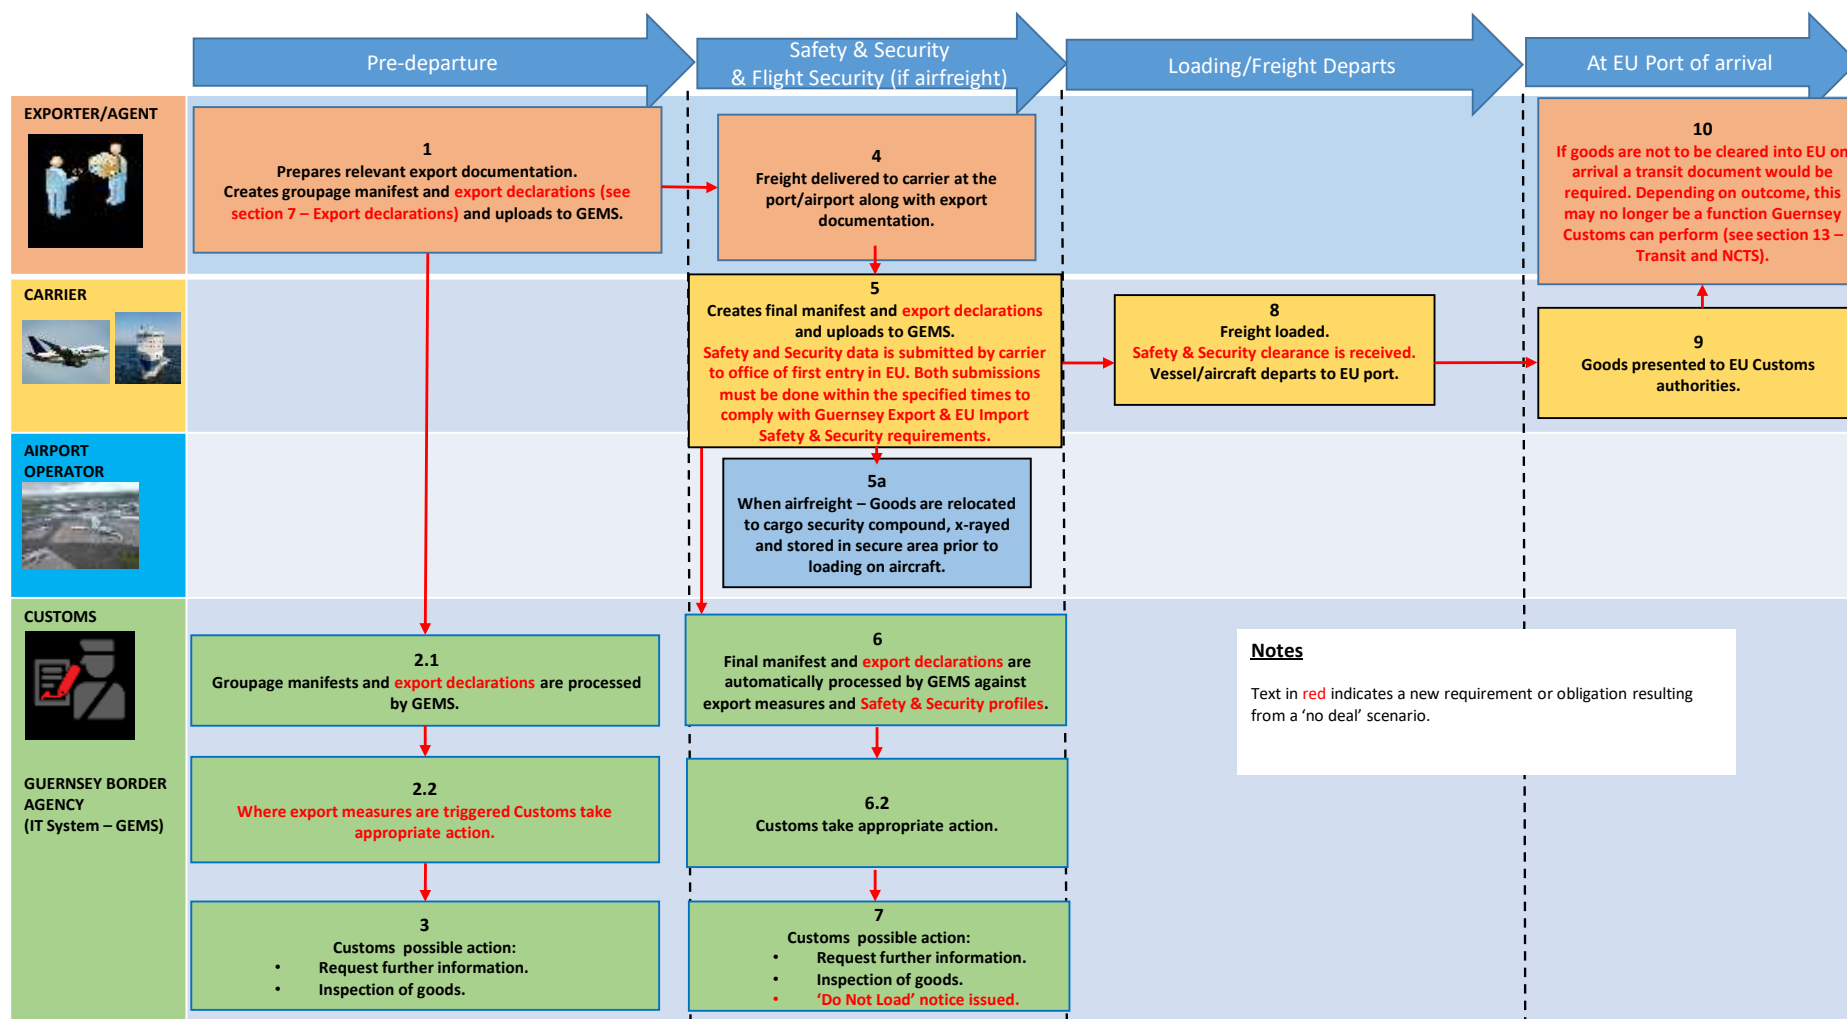 Pre-departure
Safety & Security
& Flight Security (if airfreight)
Loading/Freight Departs
At EU Port of arrival
EXPORTER/AGENT
1
Prepares relevant export documentation.
Creates groupage manifest and export declarations (see
section 7 – Export declarations) and uploads to GEMS.
4
Freight delivered to carrier at the
port/airport along with export
documentation.
10
If goods are not to be cleared into EU on
arrival a transit document would be
required. Depending on outcome, this
may no longer be a function Guernsey
Customs can perform (see section 13 –
Transit and NCTS).
CARRIER
5
Creates final manifest and export declarations
and uploads to GEMS.
Safety and Security data is submitted by carrier
to office of first entry in EU. Both submissions
must be done within the specified times to
comply with Guernsey Export & EU Import
Safety & Security requirements.
8
Freight loaded.
Safety & Security clearance is received.
Vessel/aircraft departs to EU port.
9
Goods presented to EU Customs
authorities.
AIRPORT
OPERATOR
5a
When airfreight – Goods are relocated
to cargo security compound, x-rayed
and stored in secure area prior to
loading on aircraft.
CUSTOMS
GUERNSEY BORDER
AGENCY
(IT System – GEMS)
2.1
Groupage manifests and export declarations are processed
by GEMS.
2.2
Where export measures are triggered Customs take
appropriate action.
3
Customs possible action:
• Request further information.
• Inspection of goods.
6
Final manifest and export declarations are
automatically processed by GEMS against
export measures and Safety & Security profiles.
6.2
Customs take appropriate action.
7
Customs possible action:
• Request further information.
• Inspection of goods.
• ‘Do Not Load’ notice issued.
Notes
Text in red indicates a new requirement or obligation resulting
from a ‘no deal’ scenario.